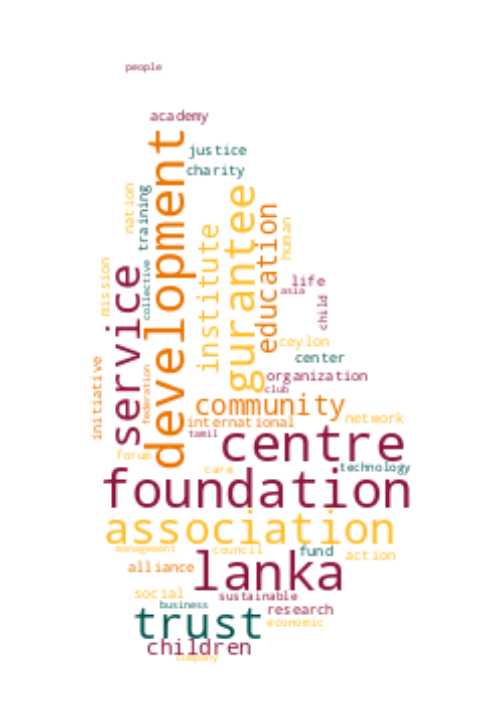 people
academy
justice
charity
development
gurantee
nation
training
institute
education
human
service
mission
collective
life
asia
child
ceylon
center
initiative
federation
organization
club
community
international
network
tamil
centre
forum
care
technology
foundation
association
management
council
fund
action
alliance
lanka
social
sustainable
business
research
trust
economic
children
company